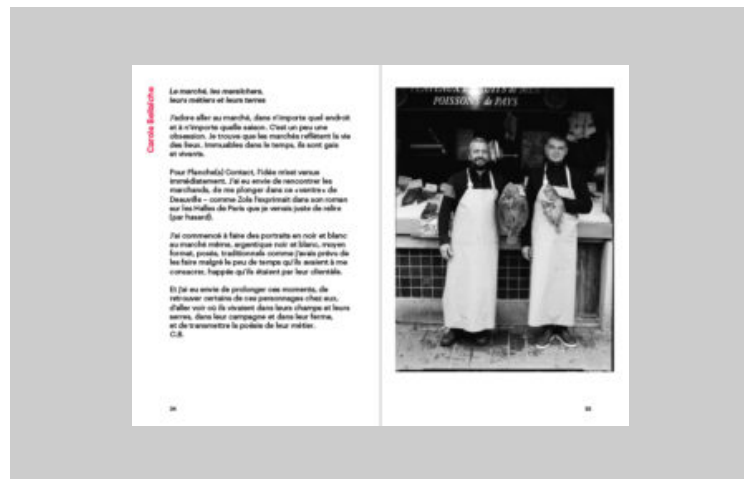 Carole Bellaïche
Le marché, les maraîchers,
leurs métiers et leurs terres
J'adore aller au marché, dans n'importe quel endroit
et à n'importe quelle saison. C'est un peu une
obsession. Je trouve que les marchés reflètent la vie
des lieux. Immuables dans le temps, ils sont gais
et vivants.
Pour Planche(s) Contact, l'idée m'est venue
immédiatement. J'ai eu envie de rencontrer les
marchands, de me plonger dans ce « ventre » de
Deauville – comme Zola l'exprimait dans son roman
sur les Halles de Paris que je venais juste de relire
(par hasard).
J'ai commencé à faire des portraits en noir et blanc
au marché même, argentique noir et blanc, moyen
format, posés, traditionnels comme j'avais prévu de
les faire malgré le peu de temps qu'ils avaient à me
consacrer, happés qu'ils étaient par leur clientèle.
Et j'ai eu envie de prolonger ces moments, de
retrouver certains de ces personnages chez eux,
d'aller voir où ils vivaient dans leurs champs et leurs
serres, dans leur campagne et dans leur ferme,
et de transmettre la poésie de leur métier.
C.B.
POISSONS de PAYS